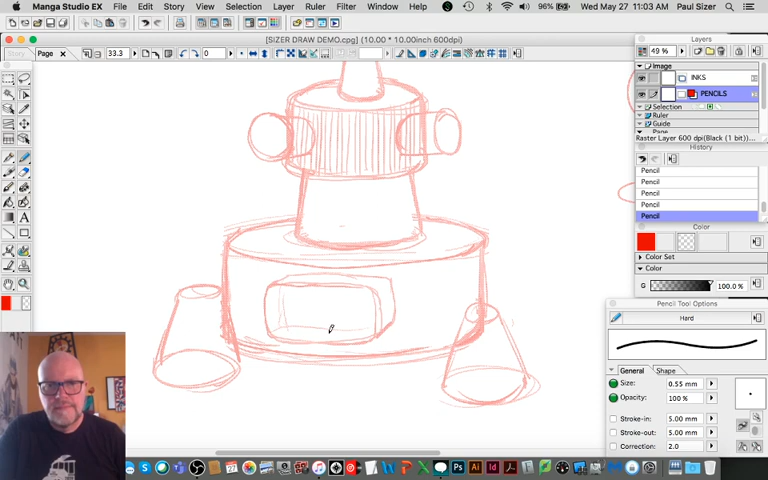 Manga Studio EX File Edit Story View Selection Layer Ruler Filter Window Help 96% Wed May 27 11:03 AM Paul Sizer
[SIZER DRAW DEMO.cpg] (10.00 * 10.00inch 600dpi)
Story Page 33.3 0
Layers
49 %
Image
INKS
PENCILS
Selection
Ruler
Guide
Raster Layer 600 dpi(Black (1 bit))
History
Pencil
Pencil
Pencil
Pencil
Pencil
Color
Color Set
Color
G 100.0 %
Pencil Tool Options
Hard
General Shape
Size: 0.55 mm
Opacity: 100 %
Stroke-in: 5.00 mm
Stroke-out: 5.00 mm
Correction: 2.0